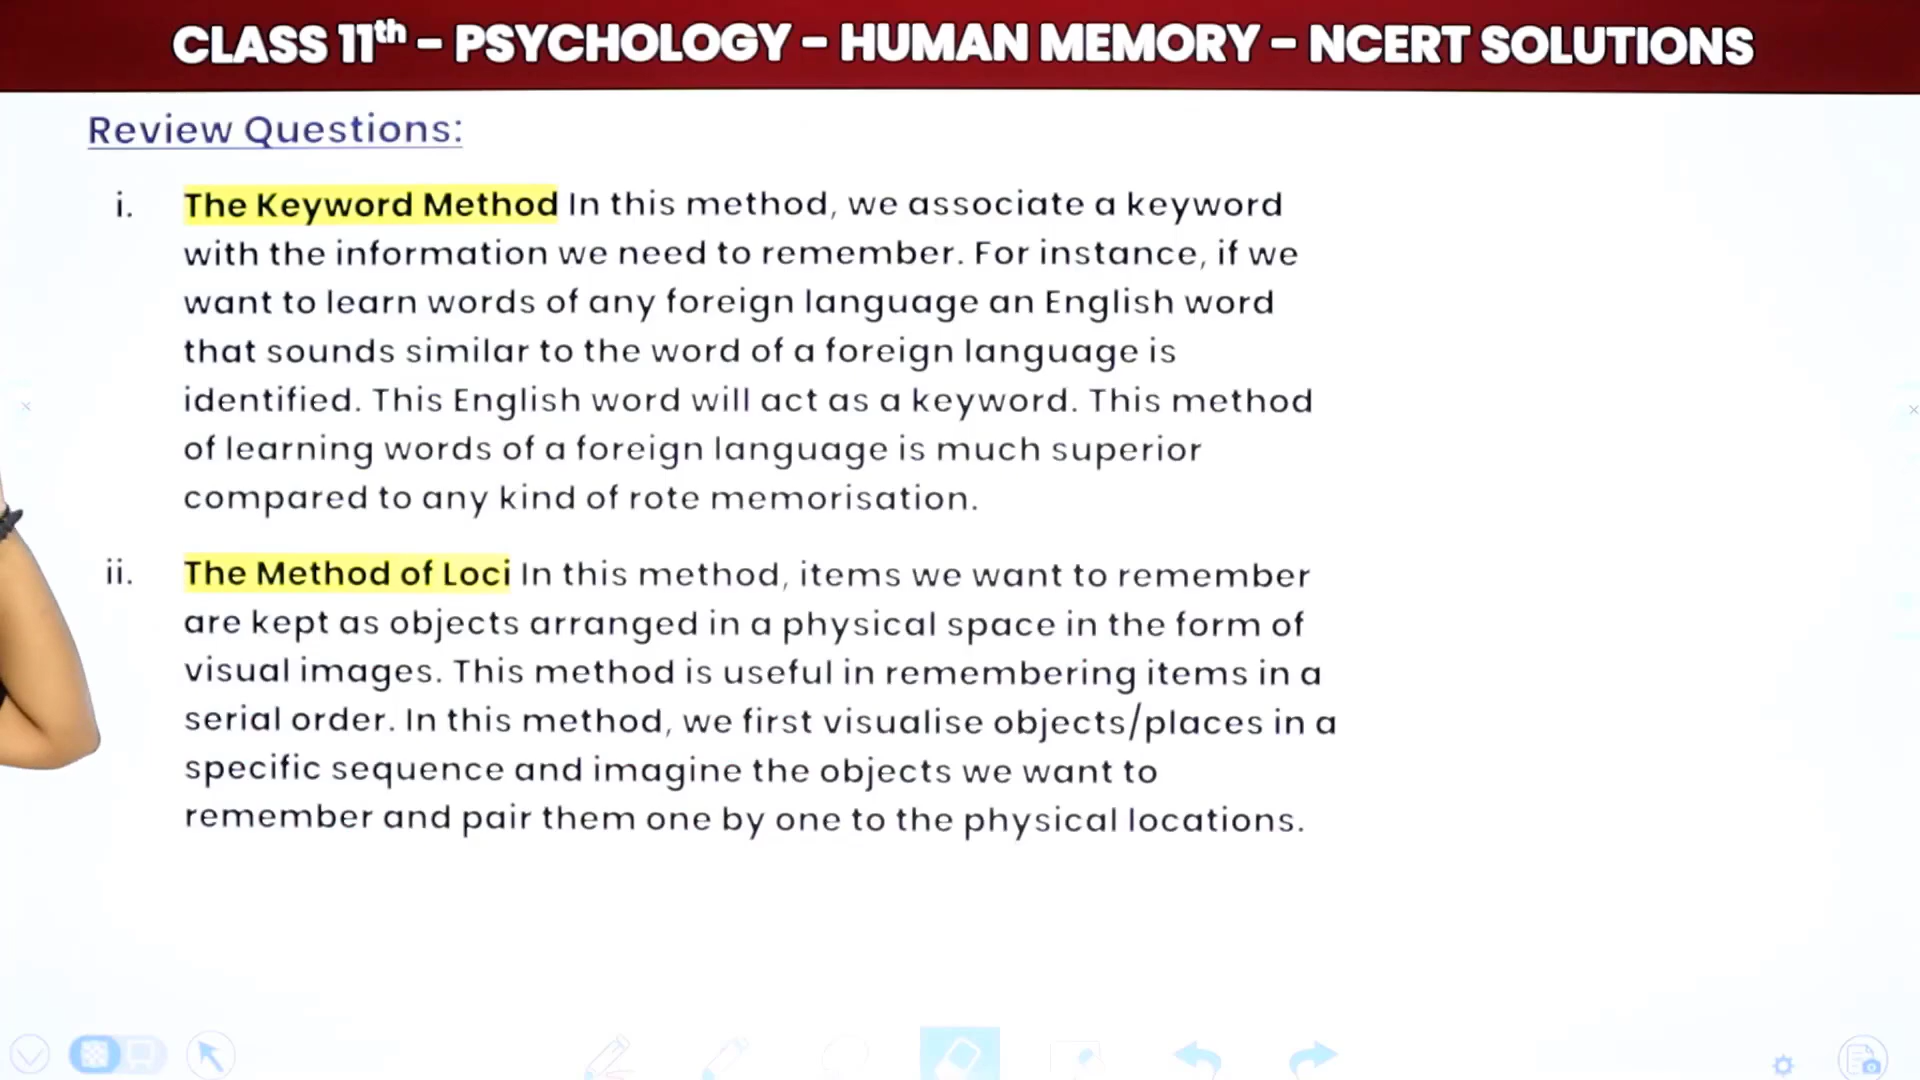 CLASS 11th – PSYCHOLOGY – HUMAN MEMORY – NCERT SOLUTIONS
Review Questions:
i. The Keyword Method In this method, we associate a keyword
with the information we need to remember. For instance, if we
want to learn words of any foreign language an English word
that sounds similar to the word of a foreign language is
identified. This English word will act as a keyword. This method
of learning words of a foreign language is much superior
compared to any kind of rote memorisation.
ii. The Method of Loci In this method, items we want to remember
are kept as objects arranged in a physical space in the form of
visual images. This method is useful in remembering items in a
serial order. In this method, we first visualise objects/places in a
specific sequence and imagine the objects we want to
remember and pair them one by one to the physical locations.